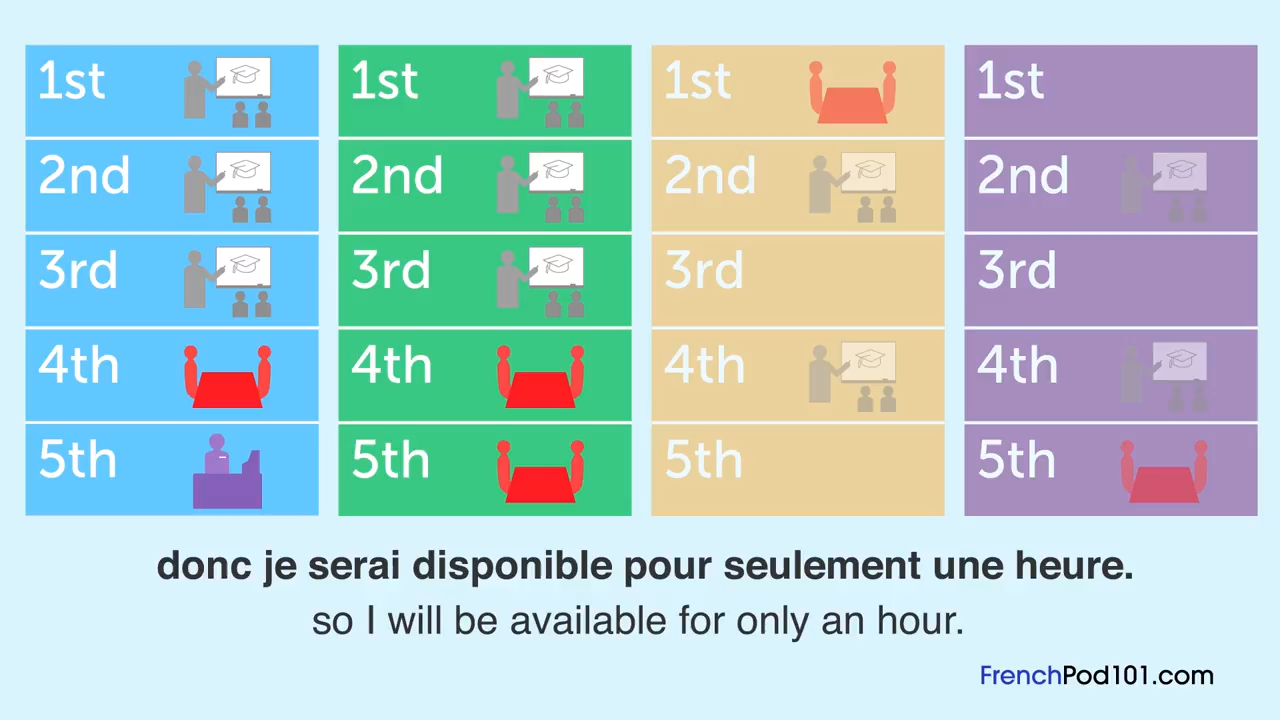 1st
2nd
3rd
4th
5th
1st
2nd
3rd
4th
5th
1st
2nd
3rd
4th
5th
1st
2nd
3rd
4th
5th
donc je serai disponible pour seulement une heure.
so I will be available for only an hour.
FrenchPod101.com